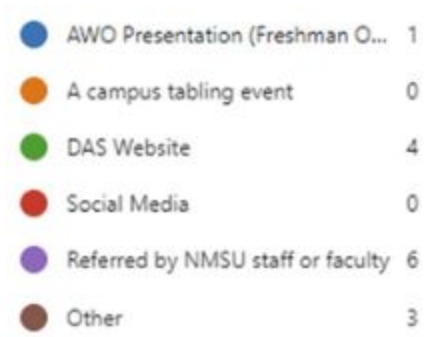 AWO Presentation (Freshman O... 1
A campus tabling event 0
DAS Website 4
Social Media 0
Referred by NMSU staff or faculty 6
Other 3